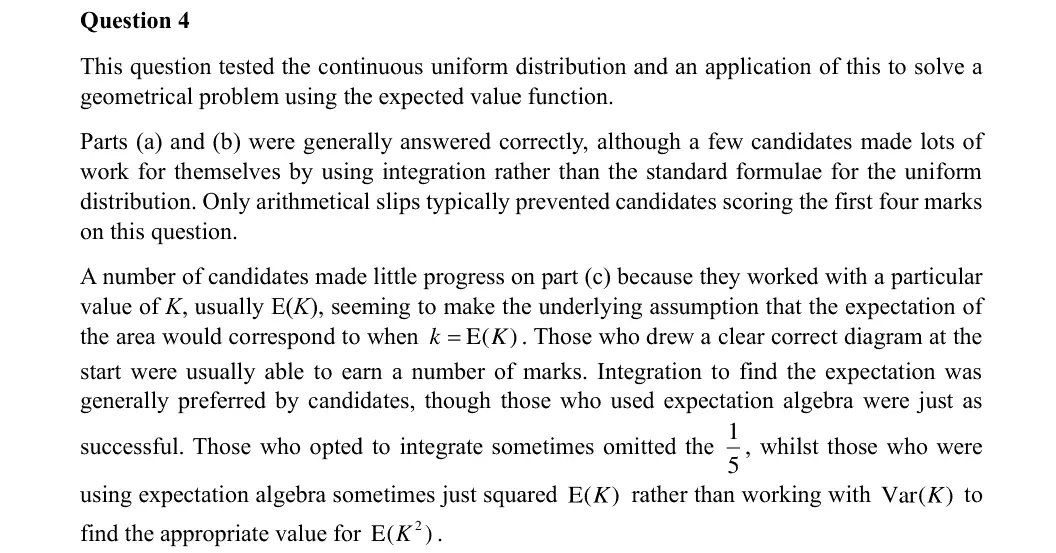 Question 4
This question tested the continuous uniform distribution and an application of this to solve a
geometrical problem using the expected value function.
Parts (a) and (b) were generally answered correctly, although a few candidates made lots of
work for themselves by using integration rather than the standard formulae for the uniform
distribution. Only arithmetical slips typically prevented candidates scoring the first four marks
on this question.
A number of candidates made little progress on part (c) because they worked with a particular
value of K, usually E(K), seeming to make the underlying assumption that the expectation of
the area would correspond to when k = E(K). Those who drew a clear correct diagram at the
start were usually able to earn a number of marks. Integration to find the expectation was
generally preferred by candidates, though those who used expectation algebra were just as
successful. Those who opted to integrate sometimes omitted the 1/5, whilst those who were
using expectation algebra sometimes just squared E(K) rather than working with Var(K) to
find the appropriate value for E(K²).